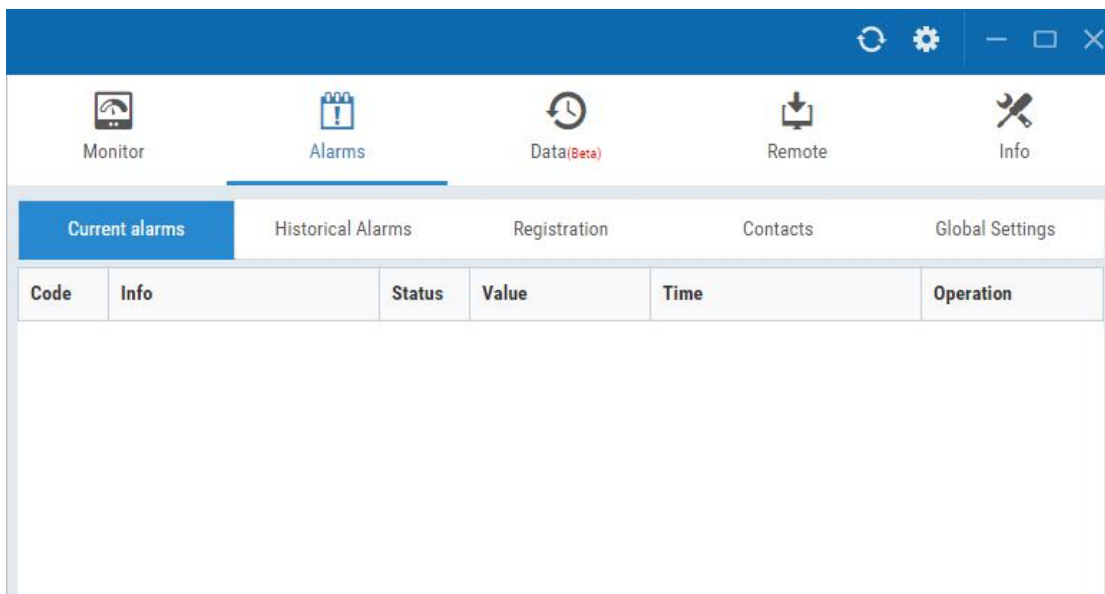 Monitor Alarms Data(Beta) Remote Info
Current alarms Historical Alarms Registration Contacts Global Settings
Code Info Status Value Time Operation